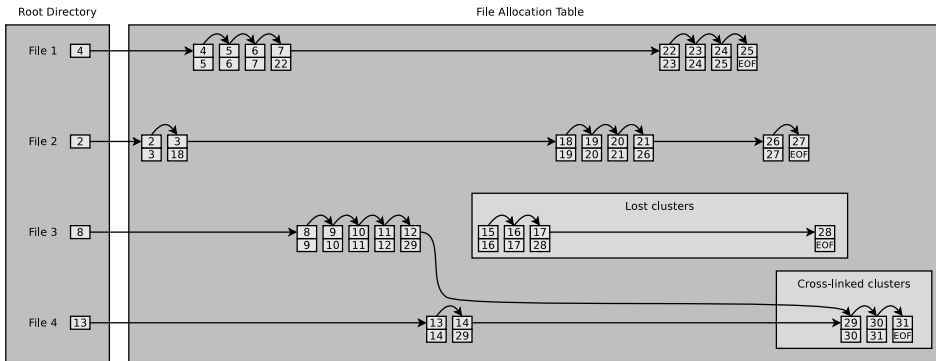 Root Directory
File Allocation Table
File 1 4 4 5 6 7 22 23 24 25
5 6 7 22 23 24 25 EOF
File 2 2 2 3 18 19 20 21 26 27
3 18 19 20 21 26 27 EOF
Lost clusters
File 3 8 8 9 10 11 12 15 16 17 28
9 10 11 12 29 16 17 28 EOF
Cross-linked clusters
File 4 13 13 14 29 30 31
14 29 30 31 EOF